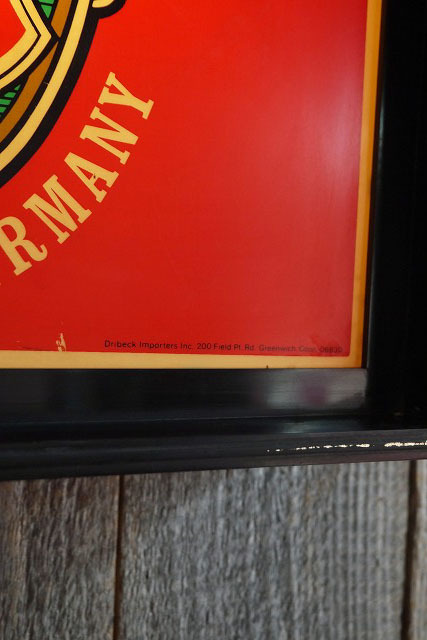 RMANY
Dribeck Importers Inc. 200 Field Pt. Rd. Greenwich Conn. 06830